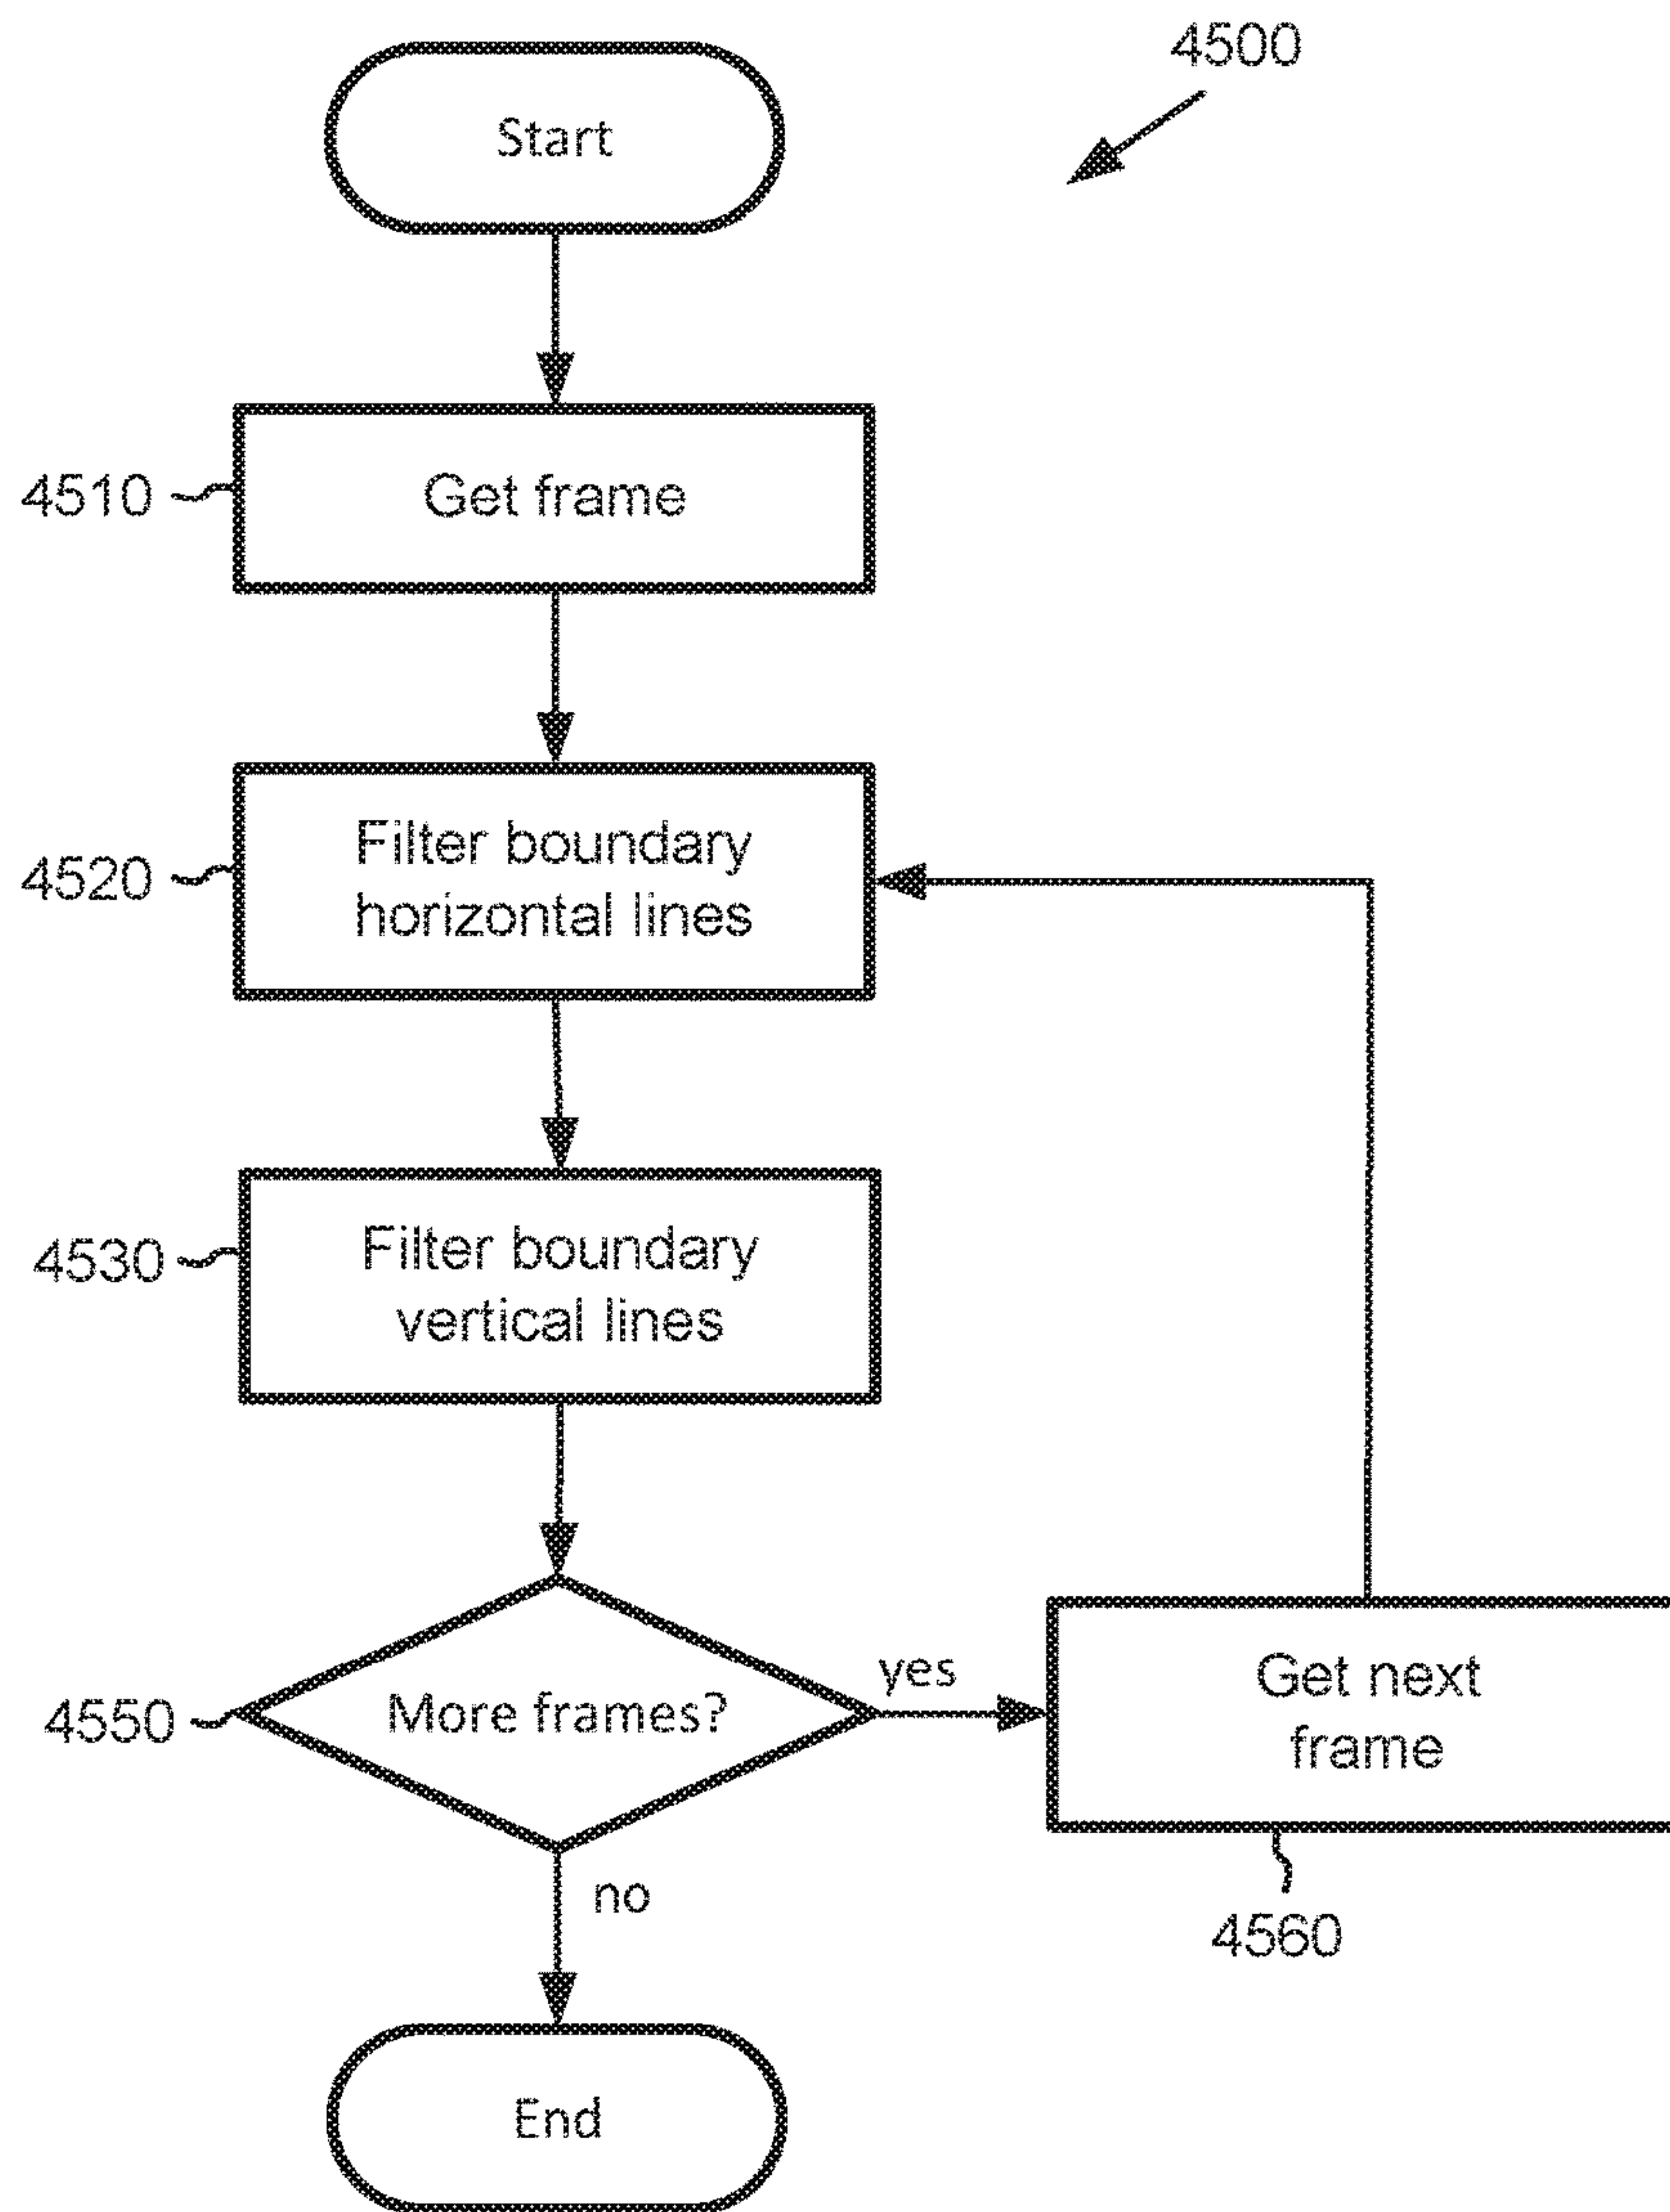 4500
Start
4510
Get frame
4520
Filter boundary
horizontal lines
4530
Filter boundary
vertical lines
4550
More frames?
yes
Get next
frame
no
4560
End